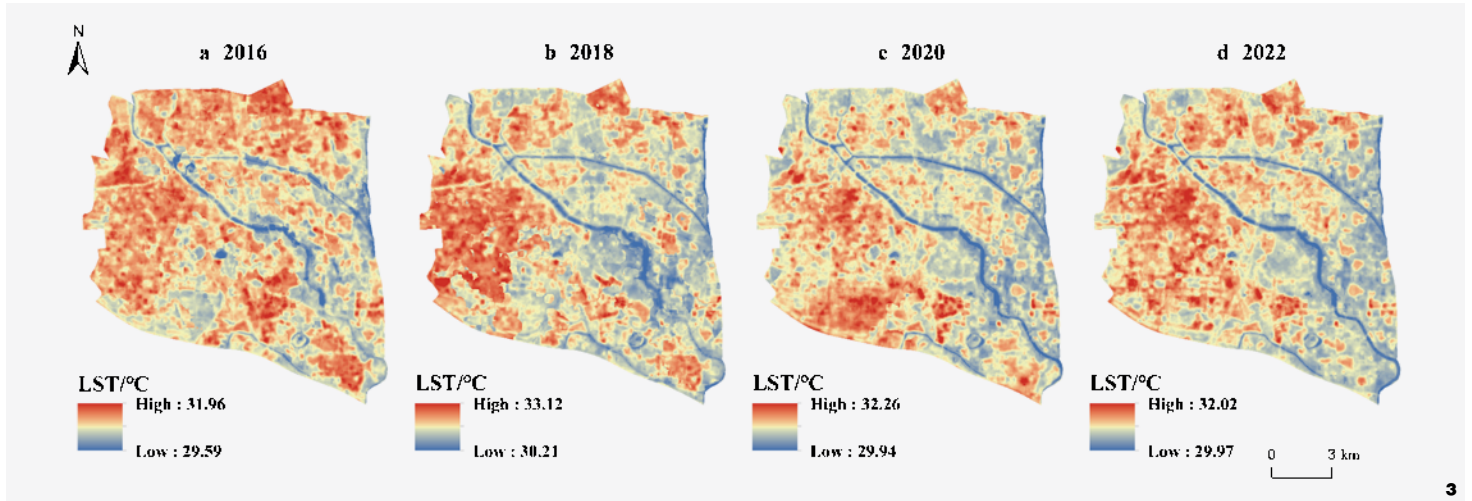 N
a 2016
b 2018
c 2020
d 2022
LST/°C
High : 31.96
Low : 29.59
LST/°C
High : 33.12
Low : 30.21
LST/°C
High : 32.26
Low : 29.94
LST/°C
High : 32.02
Low : 29.97
0 3 km
3